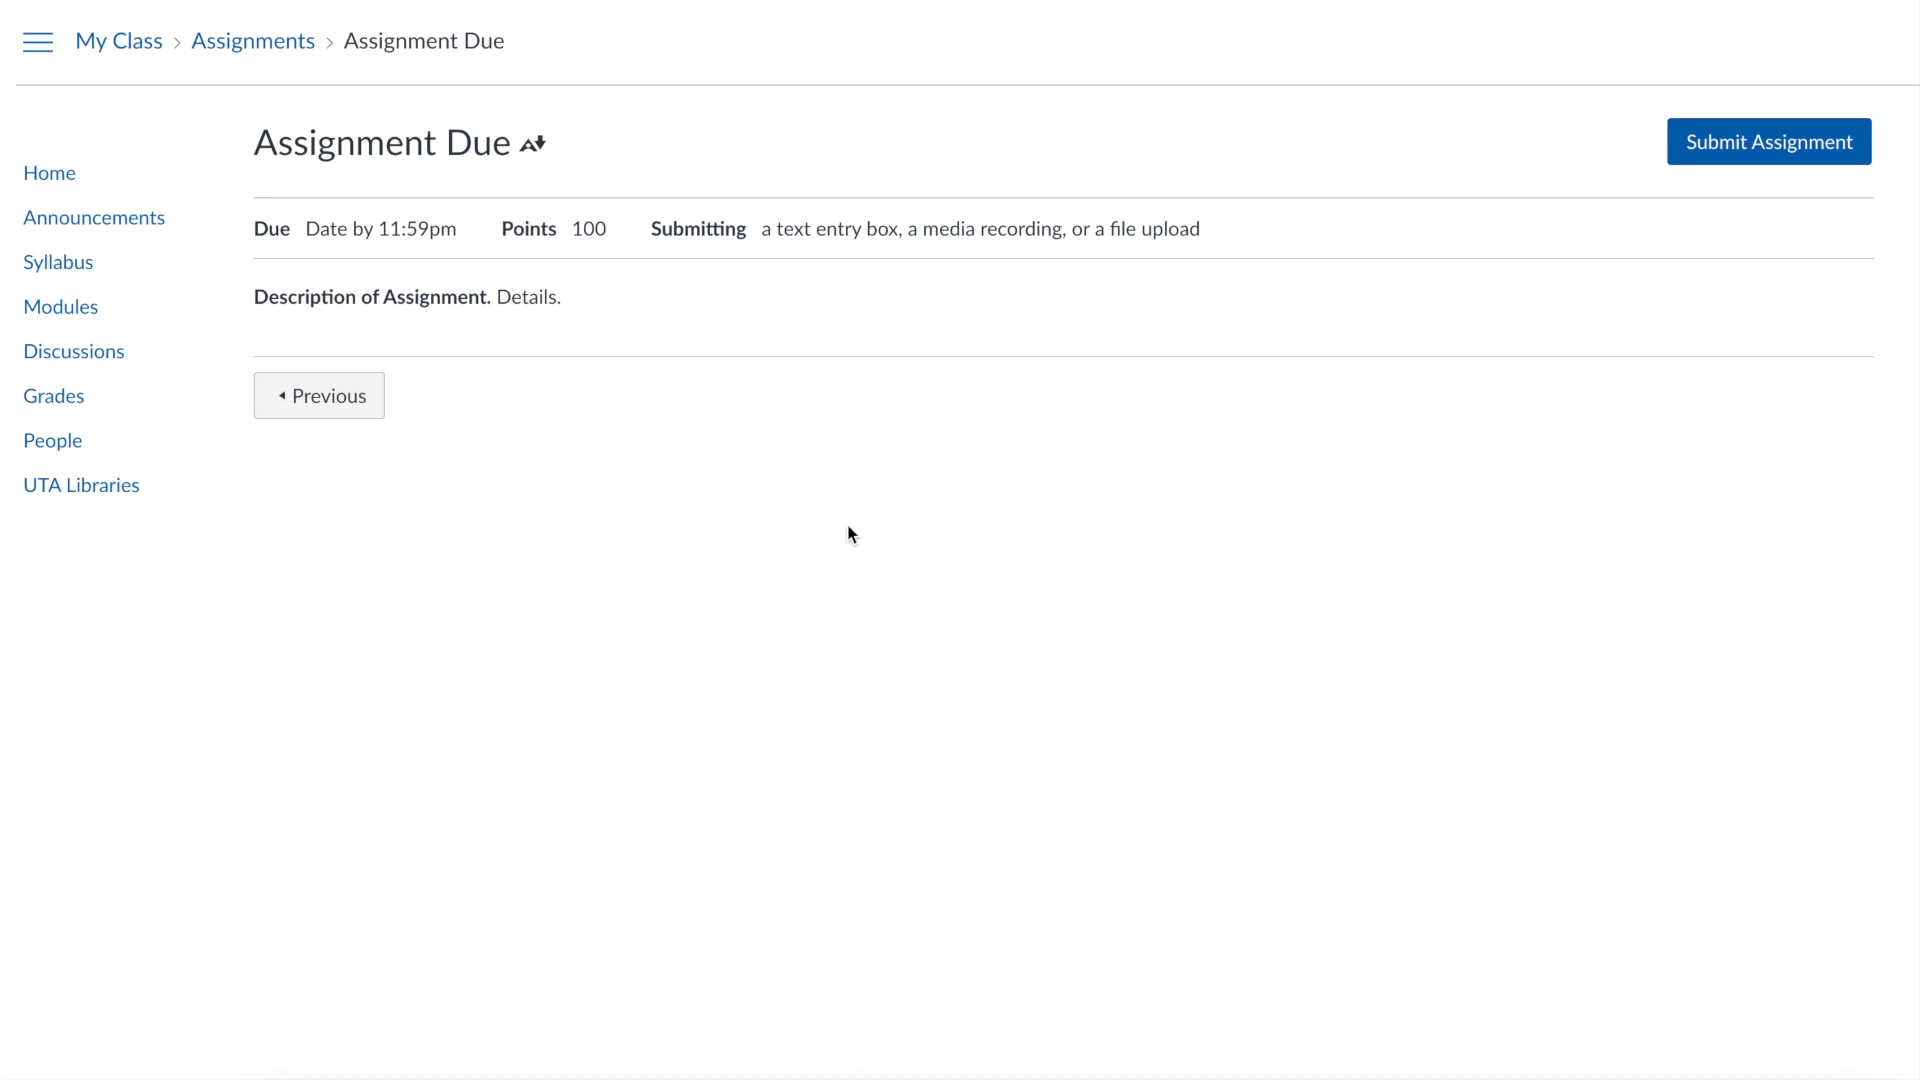 My Class > Assignments > Assignment Due
Assignment Due
Submit Assignment
Home
Announcements
Syllabus
Modules
Discussions
Grades
People
UTA Libraries
Due Date by 11:59pm Points 100 Submitting a text entry box, a media recording, or a file upload
Description of Assignment. Details.
Previous